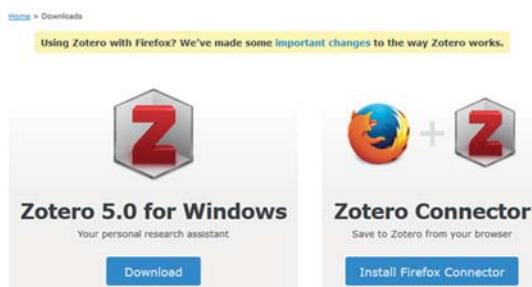 Home > Downloads
Using Zotero with Firefox? We've made some important changes to the way Zotero works.
Z
+
Z
Zotero 5.0 for Windows
Zotero Connector
Your personal research assistant
Save to Zotero from your browser
Download
Install Firefox Connector